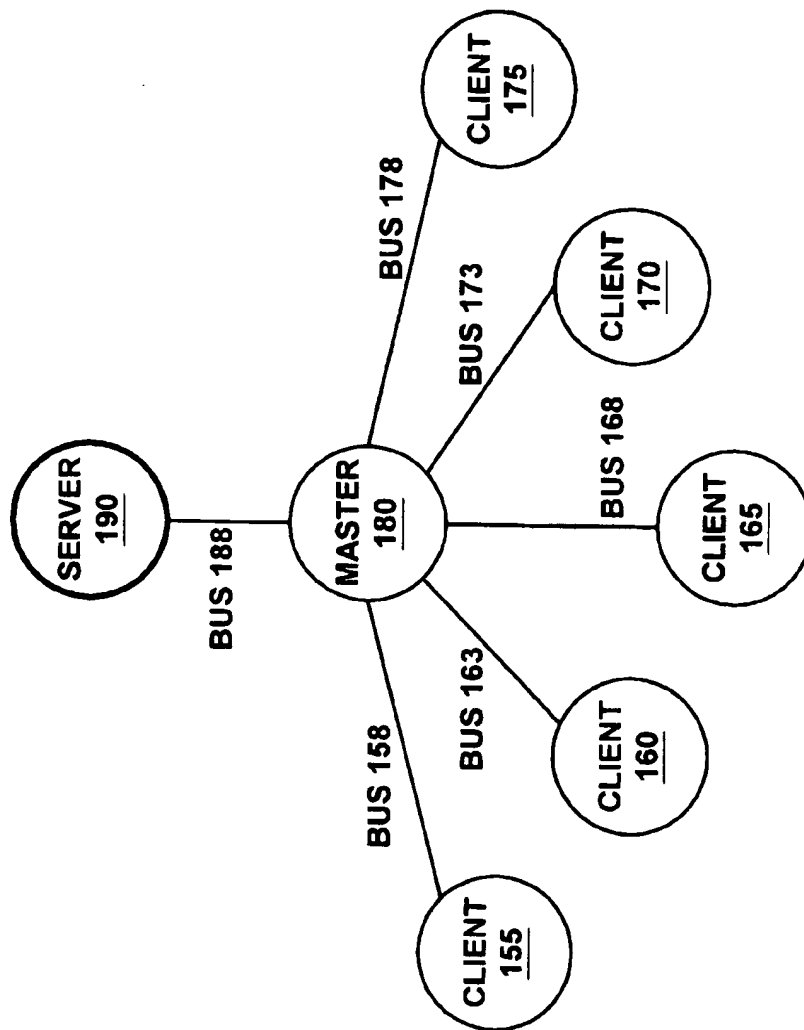 SERVER
190
BUS 188
MASTER
180
BUS 158
BUS 163
BUS 168
BUS 173
BUS 178
CLIENT
155
CLIENT
160
CLIENT
165
CLIENT
170
CLIENT
175